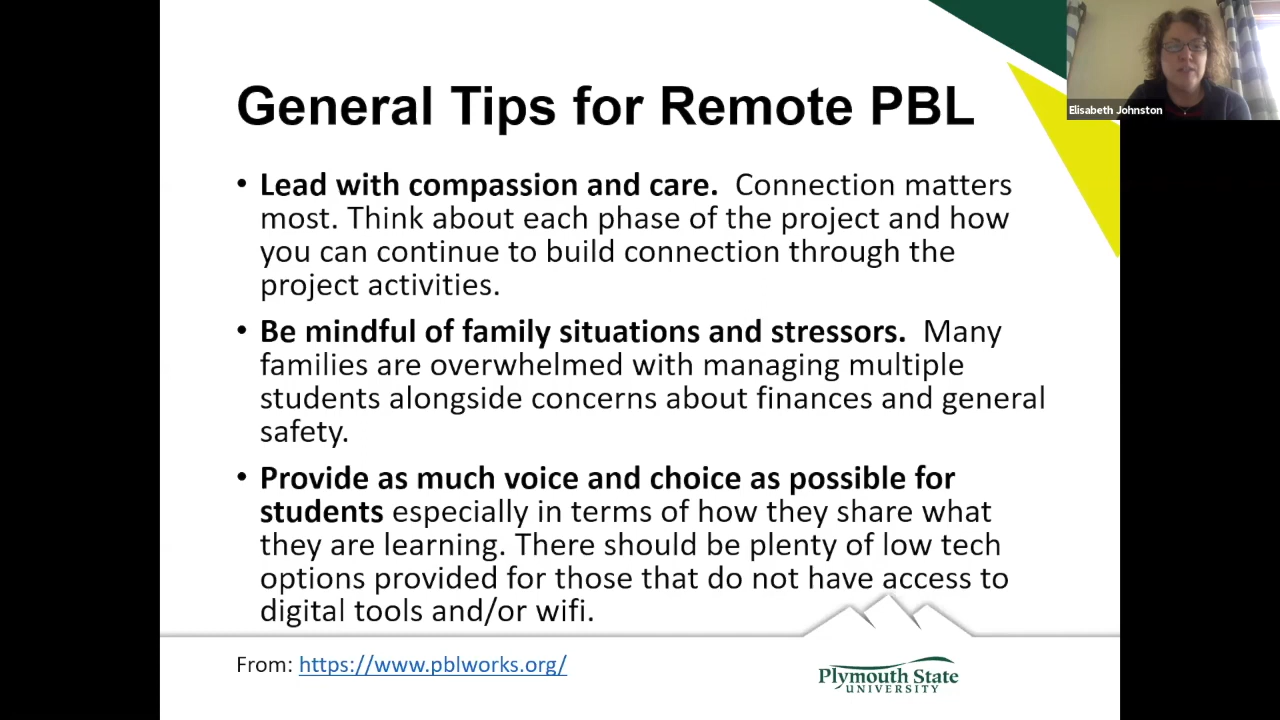 Elisabeth Johnston
General Tips for Remote PBL
• Lead with compassion and care. Connection matters
most. Think about each phase of the project and how
you can continue to build connection through the
project activities.
• Be mindful of family situations and stressors. Many
families are overwhelmed with managing multiple
students alongside concerns about finances and general
safety.
• Provide as much voice and choice as possible for
students especially in terms of how they share what
they are learning. There should be plenty of low tech
options provided for those that do not have access to
digital tools and/or wifi.
From: https://www.pblworks.org/
Plymouth State
UNIVERSITY